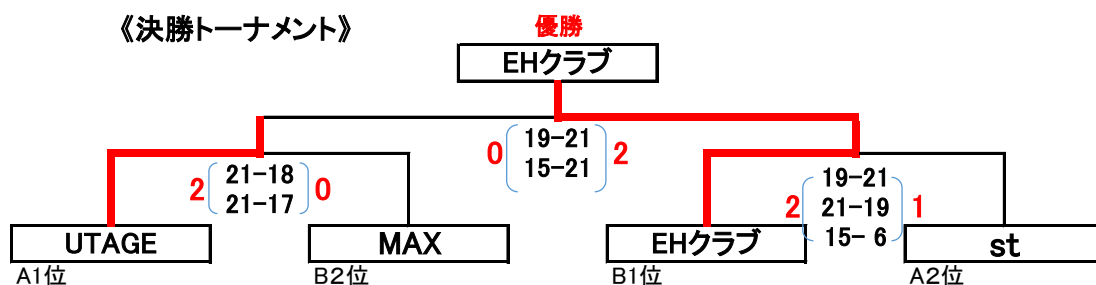 《決勝トーナメント》
優勝
EHクラブ
0 19-21 2
15-21
2 21-18 0
21-17
2 19-21 1
21-19
15- 6
UTAGE
MAX
EHクラブ
st
A1位
B2位
B1位
A2位